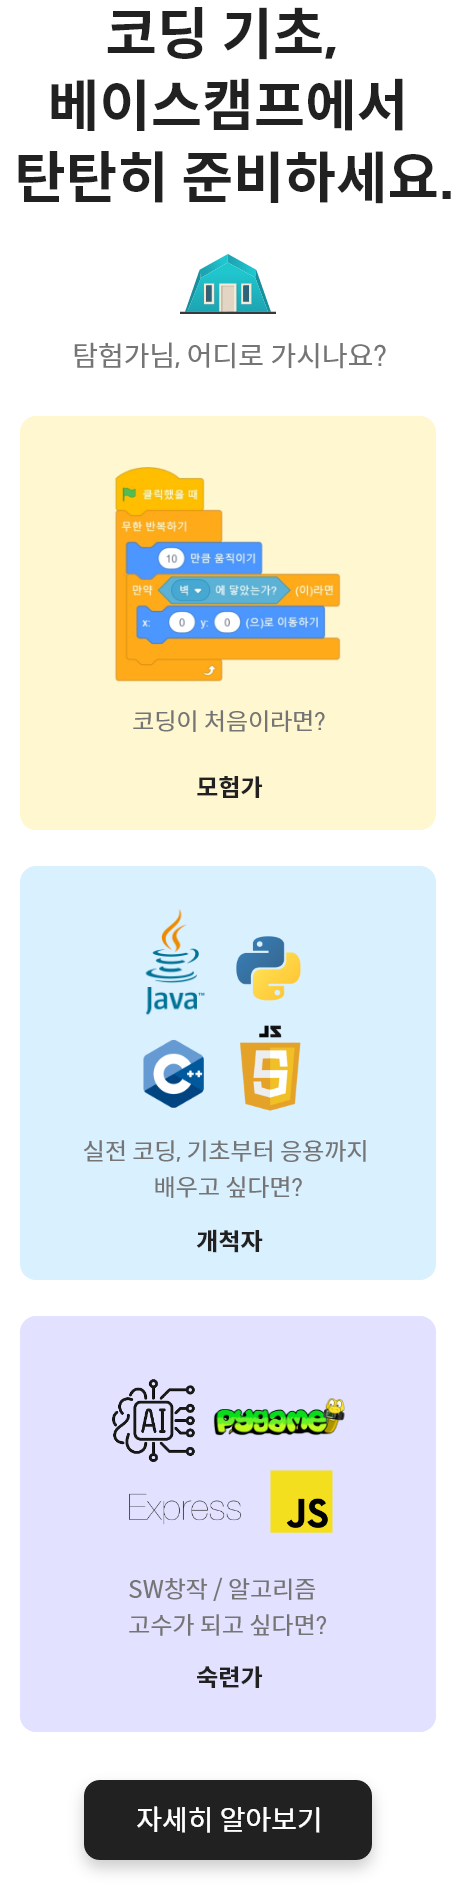 코딩 기초,
베이스캠프에서
탄탄히 준비하세요.
탐험가님, 어디로 가시나요?
클릭했을 때
무한 반복하기
10 만큼 움직이기
만약 벽 에 닿았는가? (이)라면
x: 0 y: 0 (으)로 이동하기
코딩이 처음이라면?
모험가
Java™
JS
C++
5
실전 코딩, 기초부터 응용까지
배우고 싶다면?
개척자
AI pygame
Express JS
SW창작 / 알고리즘
고수가 되고 싶다면?
숙련가
자세히 알아보기